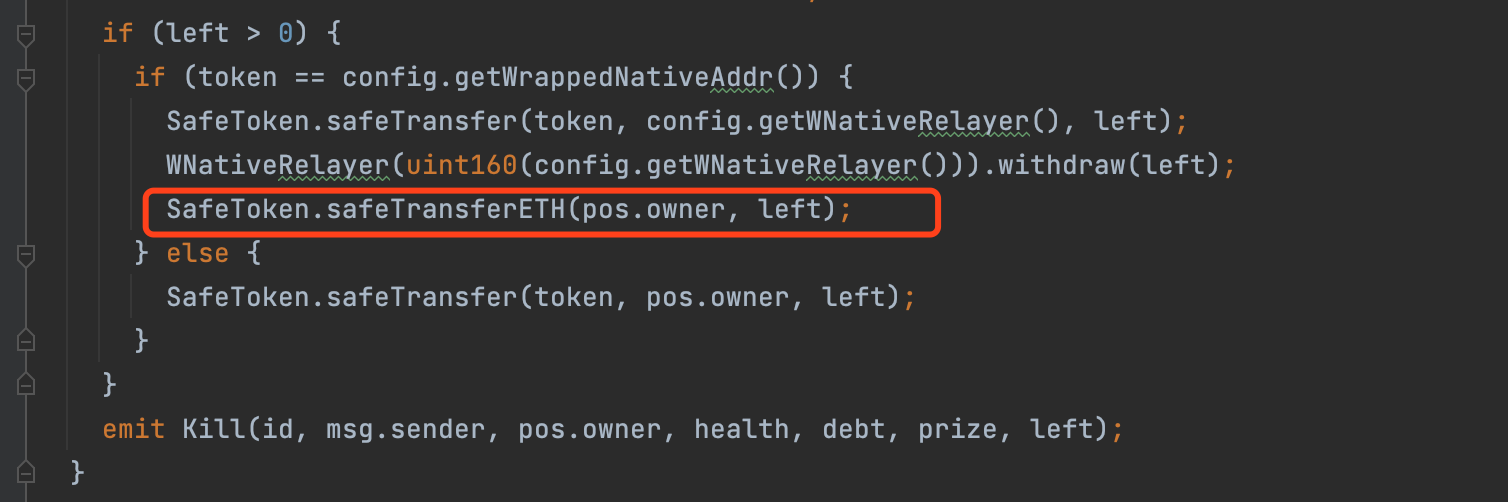 if (left > 0) {
if (token == config.getWrappedNativeAddr()) {
SafeToken.safeTransfer(token, config.getWNativeRelayer(), left);
WNativeRelayer(uint160(config.getWNativeRelayer())).withdraw(left);
SafeToken.safeTransferETH(pos.owner, left);
} else {
SafeToken.safeTransfer(token, pos.owner, left);
}
}
emit Kill(id, msg.sender, pos.owner, health, debt, prize, left);
}